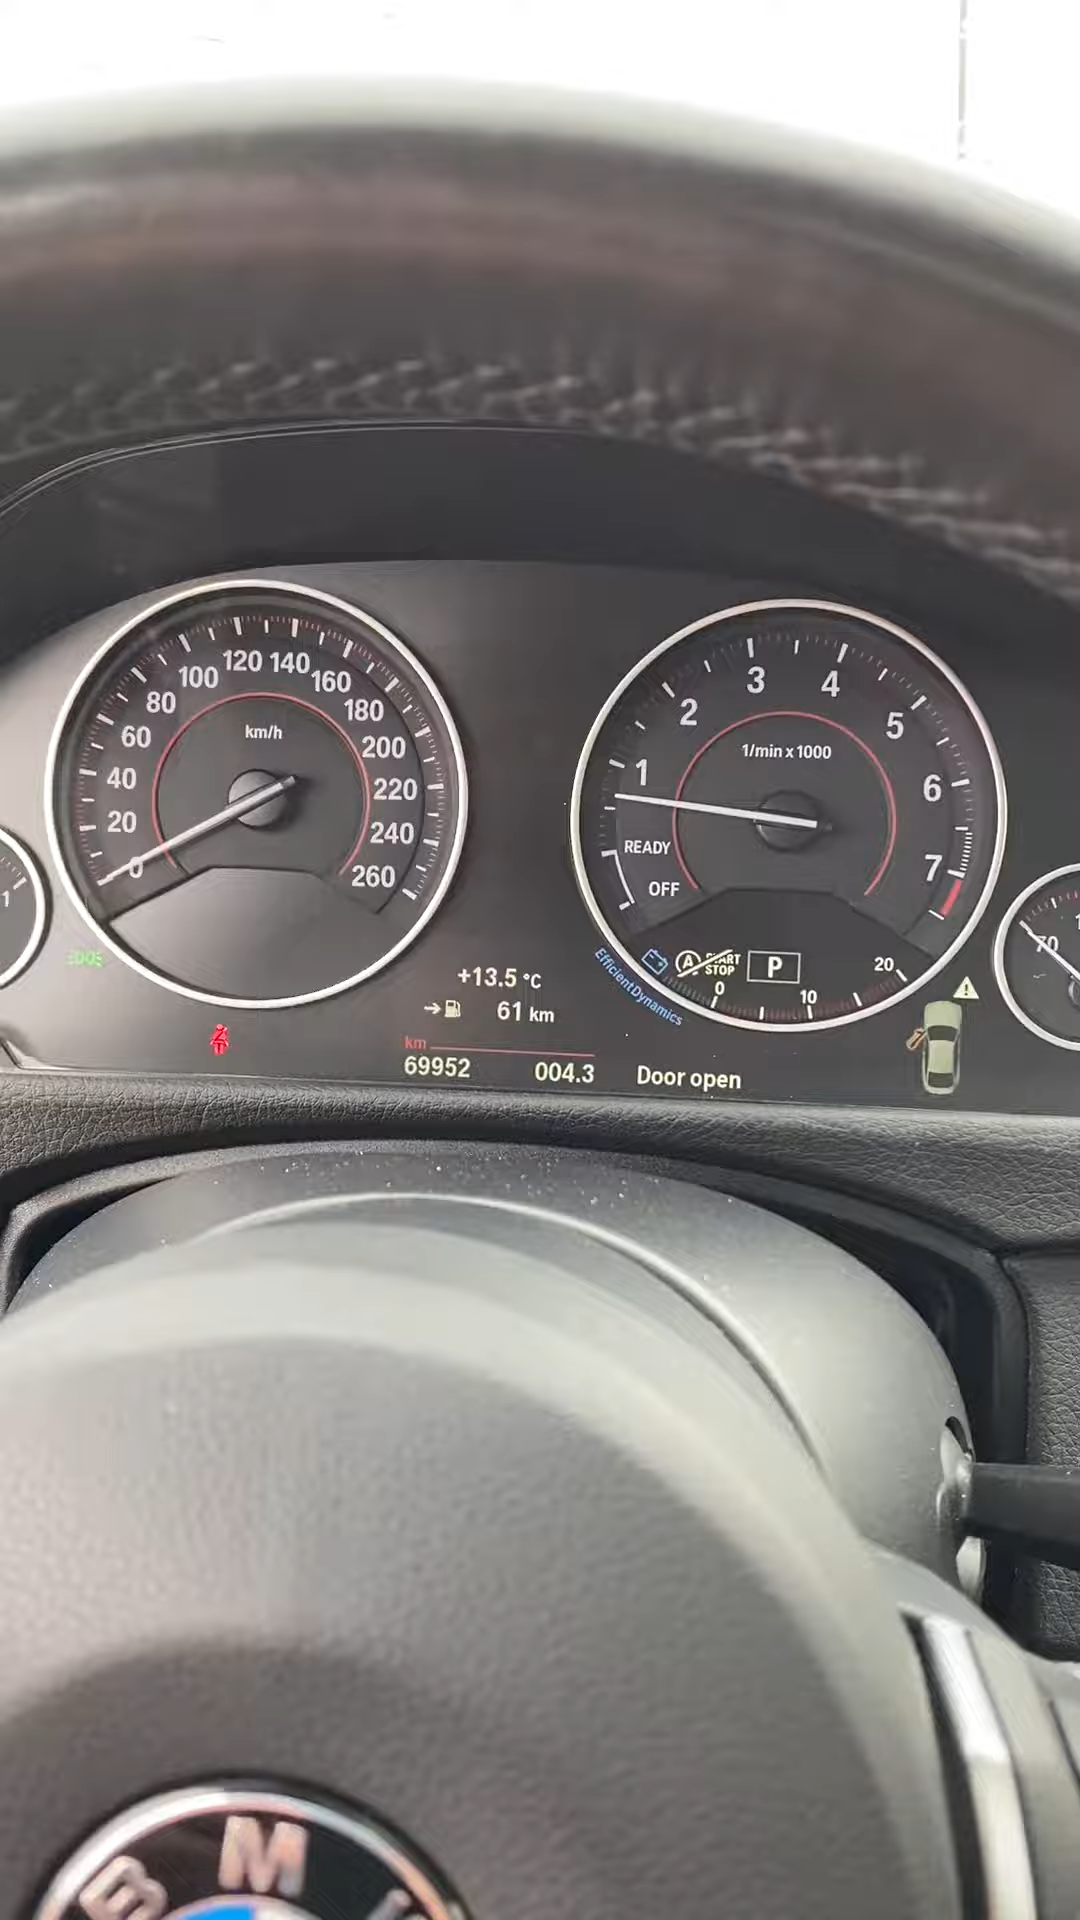 km/h
0
20
40
60
80
100
120
140
160
180
200
220
240
260
1/min x 1000
1
2
3
4
5
6
7
READY
OFF
EfficientDynamics
A START STOP
P
0
10
20
1
70
+13.5 °C
61 km
km
69952 004.3
Door open
B M